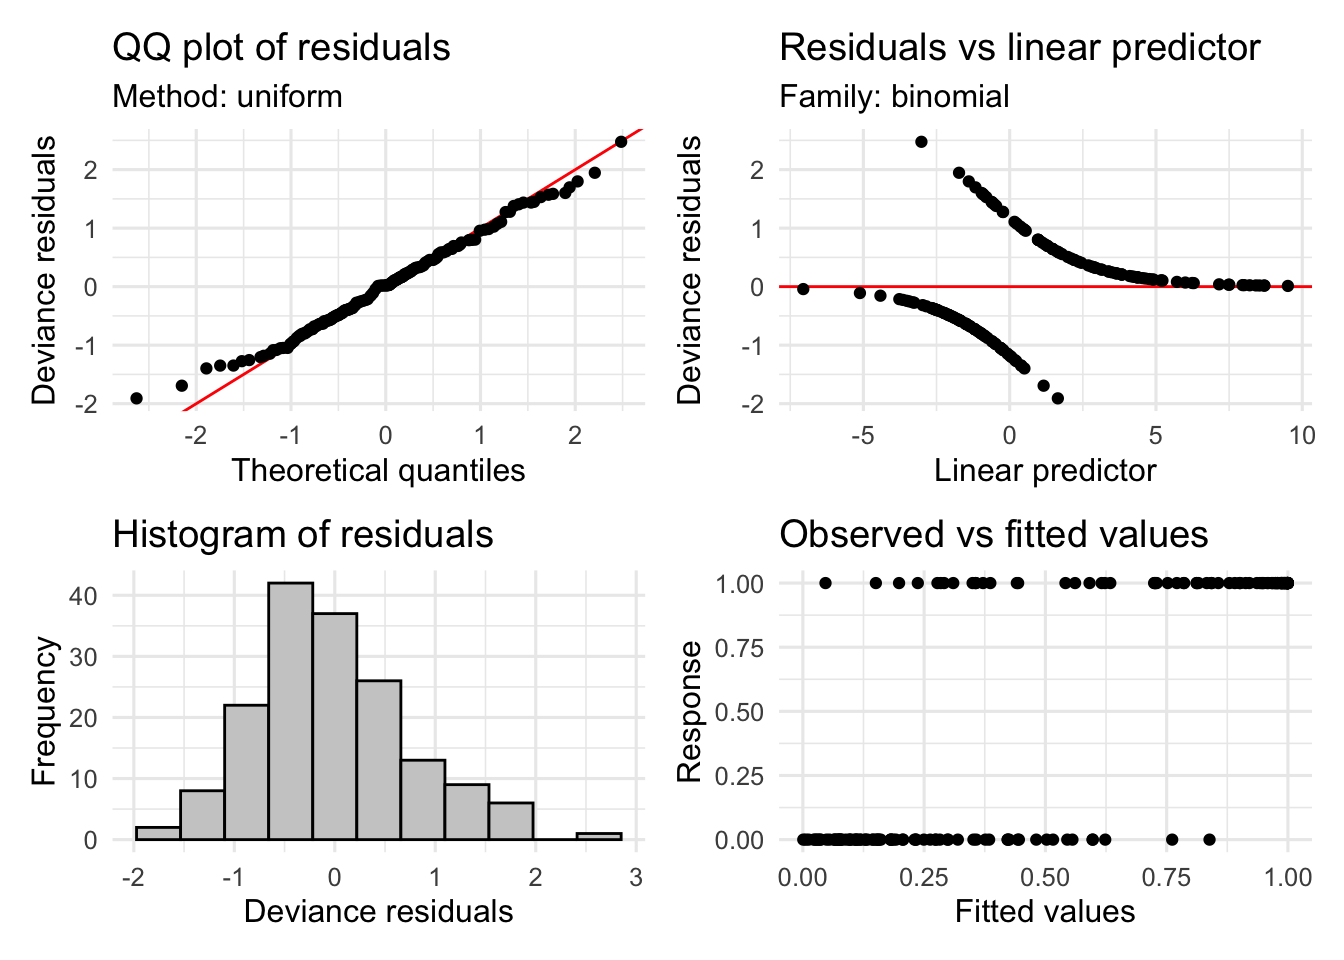 QQ plot of residuals
Method: uniform
Deviance residuals
2
1
0
-1
-2
-2 -1 0 1 2
Theoretical quantiles
Residuals vs linear predictor
Family: binomial
Deviance residuals
2
1
0
-1
-2
-5 0 5 10
Linear predictor
Histogram of residuals
Frequency
40
30
20
10
0
-2 -1 0 1 2 3
Deviance residuals
Observed vs fitted values
Response
1.00
0.75
0.50
0.25
0.00
0.00 0.25 0.50 0.75 1.00
Fitted values